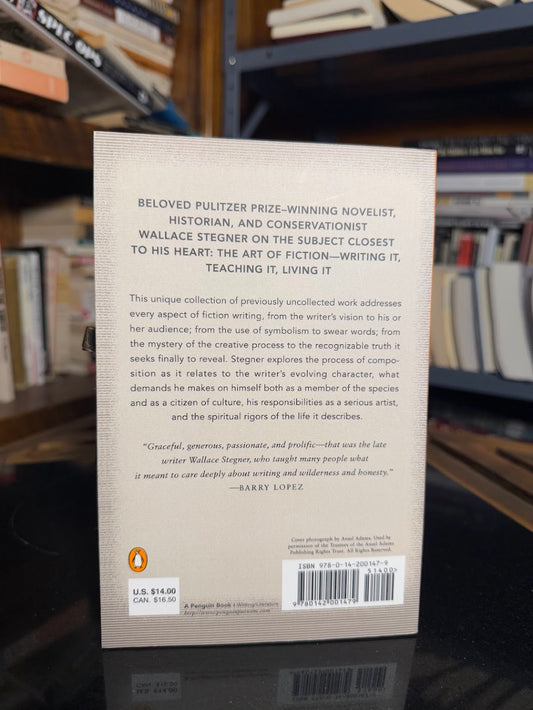 SPEC OPS
BELOVED PULITZER PRIZE–WINNING NOVELIST,
HISTORIAN, AND CONSERVATIONIST
WALLACE STEGNER ON THE SUBJECT CLOSEST
TO HIS HEART: THE ART OF FICTION—WRITING IT,
TEACHING IT, LIVING IT
This unique collection of previously uncollected work addresses
every aspect of fiction writing, from the writer's vision to his or
her audience; from the use of symbolism to swear words; from
the mystery of the creative process to the recognizable truth it
seeks finally to reveal. Stegner explores the process of compo-
sition as it relates to the writer's evolving character, what
demands he makes on himself both as a member of the species
and as a citizen of culture, his responsibilities as a serious artist,
and the spiritual rigors of the life it describes.
"Graceful, generous, passionate, and prolific—that was the late
writer Wallace Stegner, who taught many people what
it meant to care deeply about writing and wilderness and honesty."
—BARRY LOPEZ
Cover photograph by Ansel Adams. Used by
permission of the Trustees of the Ansel Adams
Publishing Rights Trust. All Rights Reserved.
ISBN 978-0-14-200147-9
51400>
9 780142 001479
U.S. $14.00
CAN. $16.50
A Penguin Book | Writing/Literature